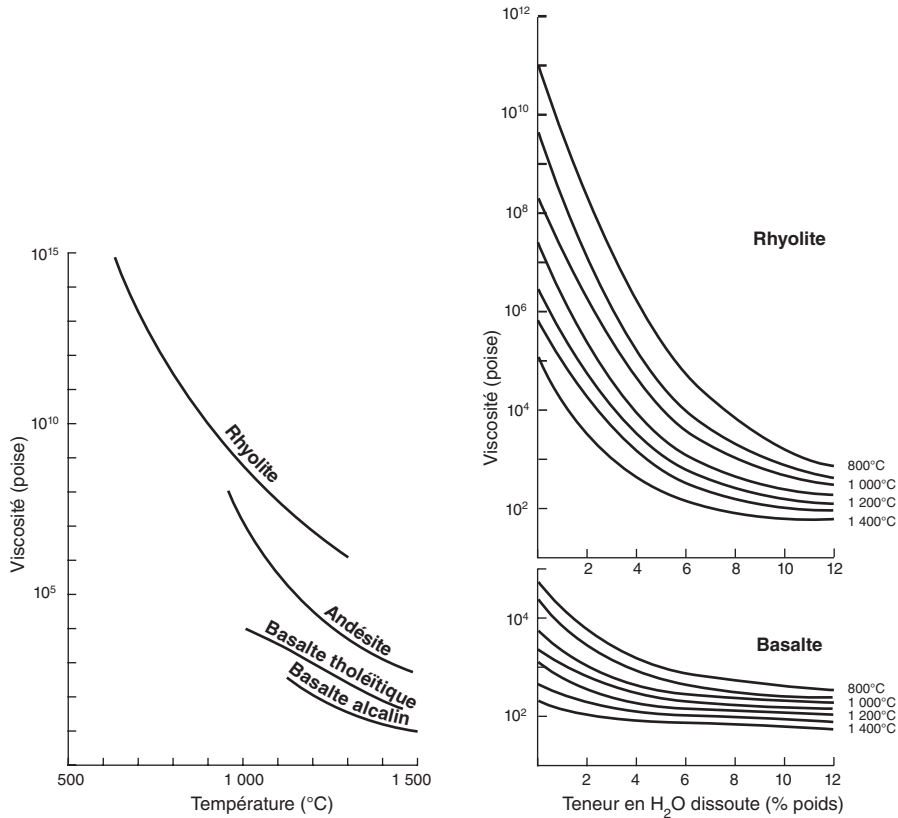 10¹⁵
10¹⁰
10⁵
Viscosité (poise)
Rhyolite
Andésite
Basalte tholéïtique
Basalte alcalin
500
1 000
1 500
Température (°C)
10¹²
10¹⁰
10⁸
10⁶
10⁴
10²
Viscosité (poise)
Rhyolite
800°C
1 000°C
1 200°C
1 400°C
2 4 6 8 10 12
10⁴
10²
Basalte
800°C
1 000°C
1 200°C
1 400°C
2 4 6 8 10 12
Teneur en H₂O dissoute (% poids)